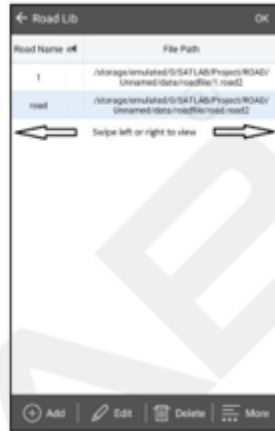 ← Road Lib OK
Road Name File Path
1 /storage/emulated/0/SATLAB/Project/ROAD/
Unnamed/data/roadfile/1.road2
road /storage/emulated/0/SATLAB/Project/ROAD/
Unnamed/data/roadfile/road.road2
Swipe left or right to view
Add Edit Delete More